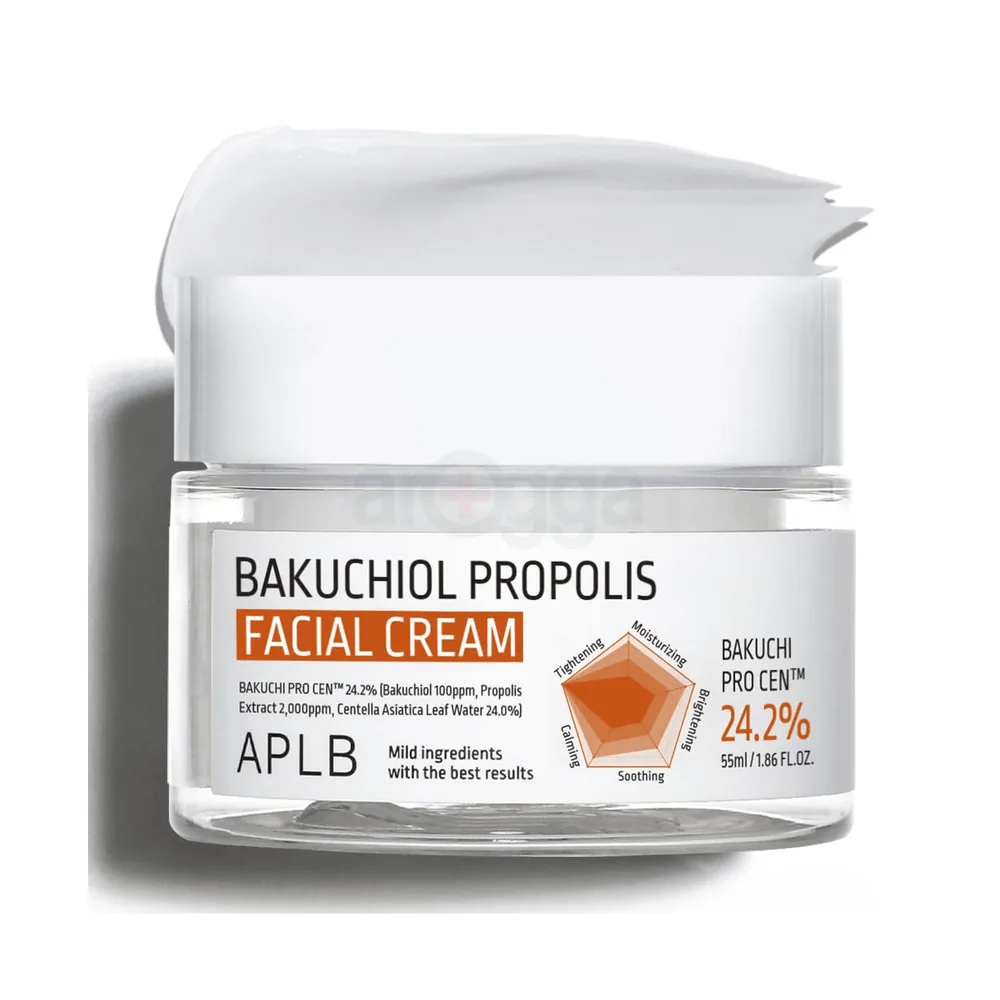 arogga
BAKUCHIOL PROPOLIS
FACIAL CREAM
BAKUCHI PRO CEN™ 24.2% (Bakuchiol 100ppm, Propolis
Extract 2,000ppm, Centella Asiatica Leaf Water 24.0%)
APLB
Mild ingredients
with the best results
Tightening
Moisturizing
Brightening
Soothing
Calming
BAKUCHI
PRO CEN™
24.2%
55ml/1.86 FL.OZ.